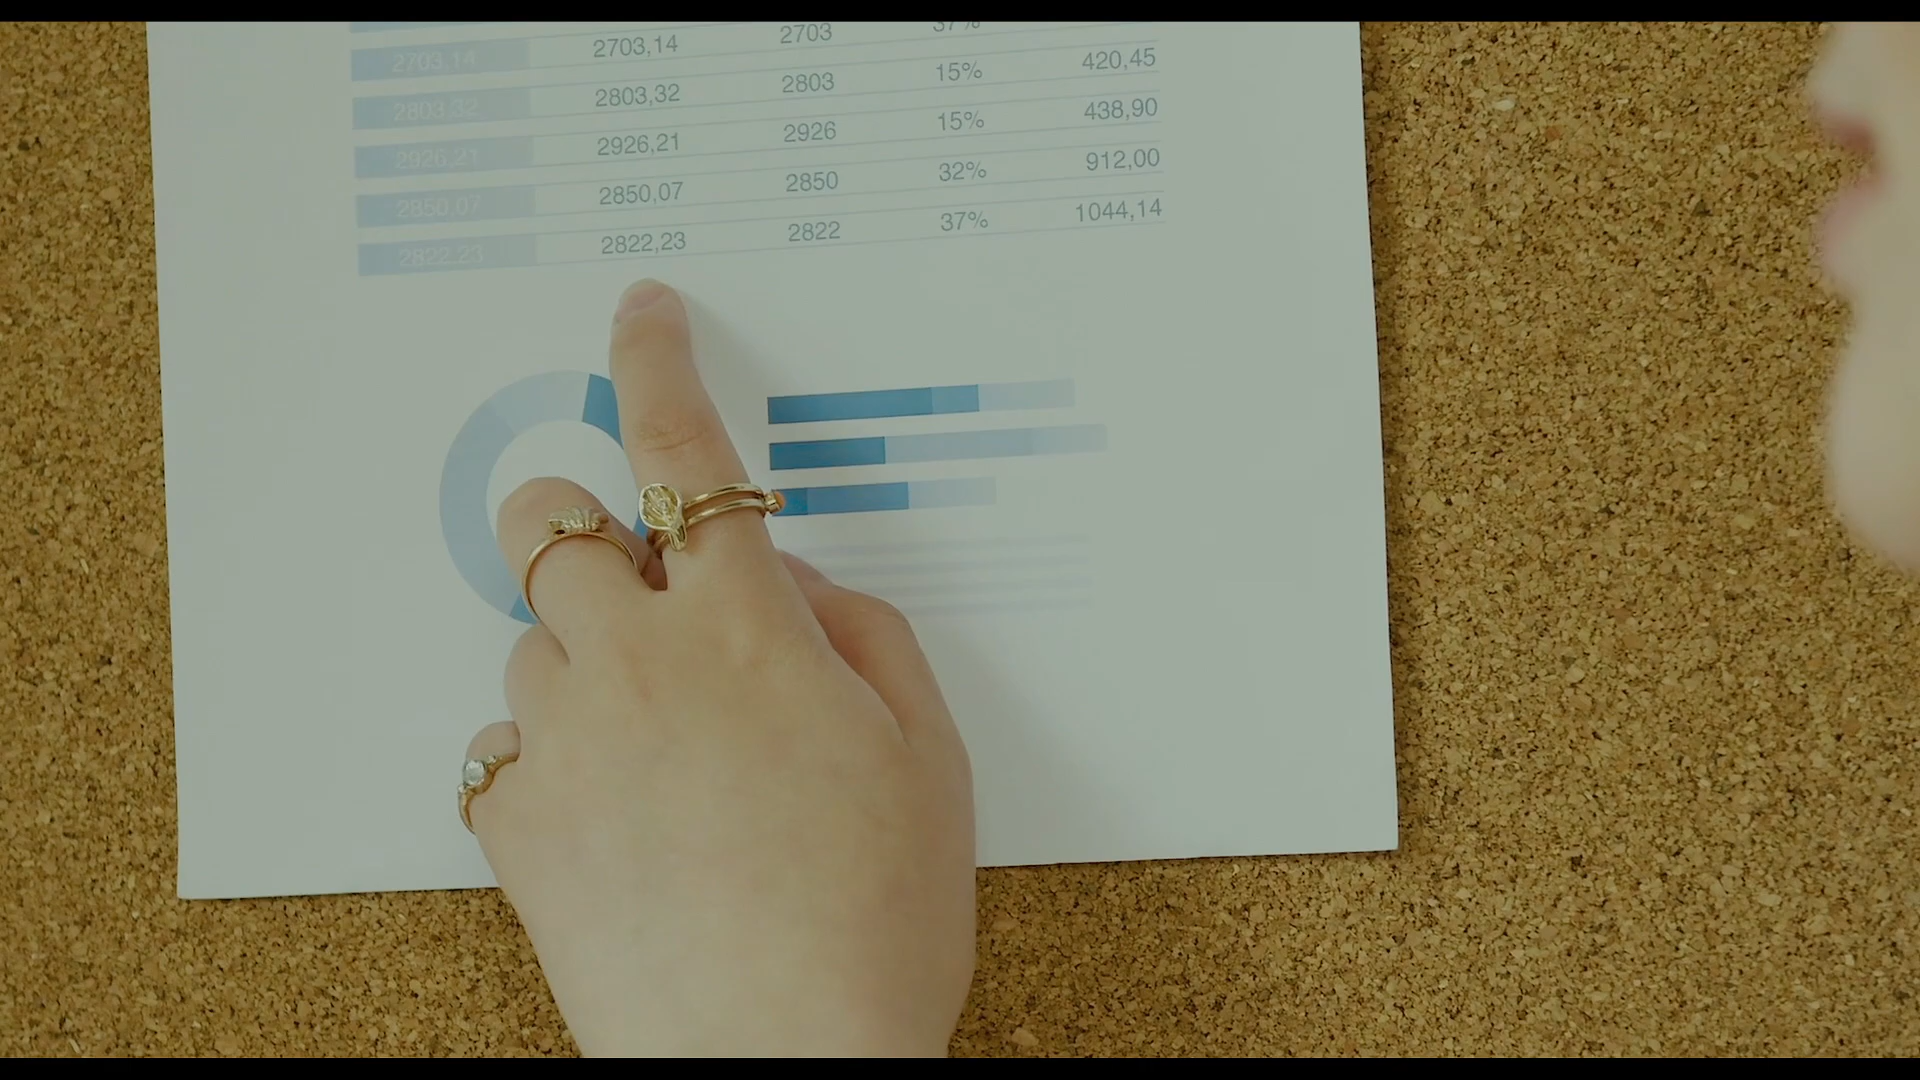 2703,14 2703,14 2703 37%
2803,32 2803,32 2803 15% 420,45
2926,21 2926,21 2926 15% 438,90
2850,07 2850,07 2850 32% 912,00
2822,23 2822,23 2822 37% 1044,14